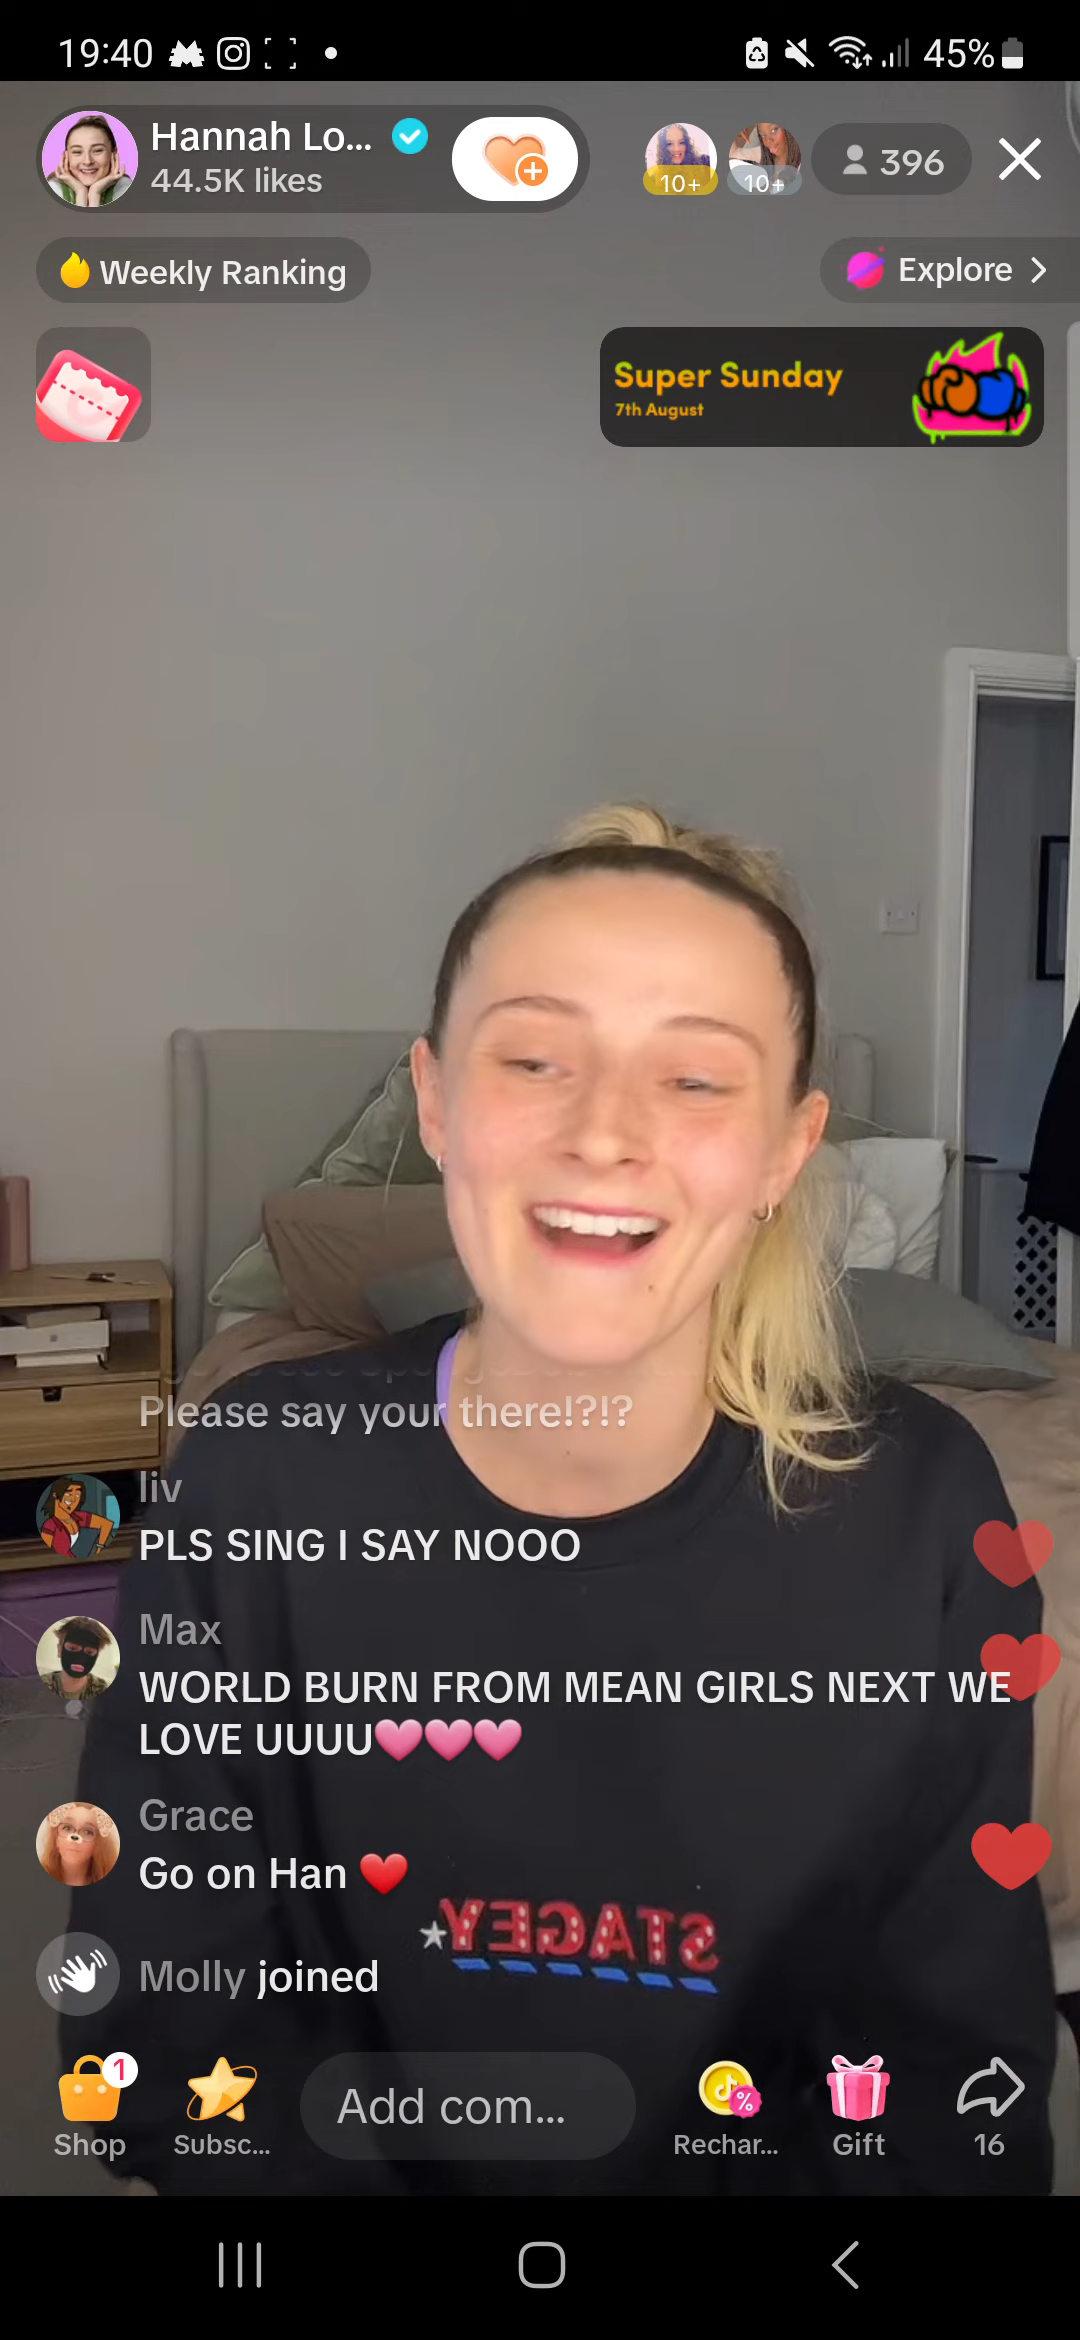 19:40
45%
Hannah Lo...
44.5K likes
10+
10+
396
Weekly Ranking
Explore
Super Sunday
7th August
Please say your there!?!?
liv
PLS SING I SAY NOOO
Max
WORLD BURN FROM MEAN GIRLS NEXT WE
LOVE UUUU🩷🩷🩷
Grace
Go on Han ❤️
STAGEY
Molly joined
1
Shop
Subsc...
Add com...
%
Rechar...
Gift
16